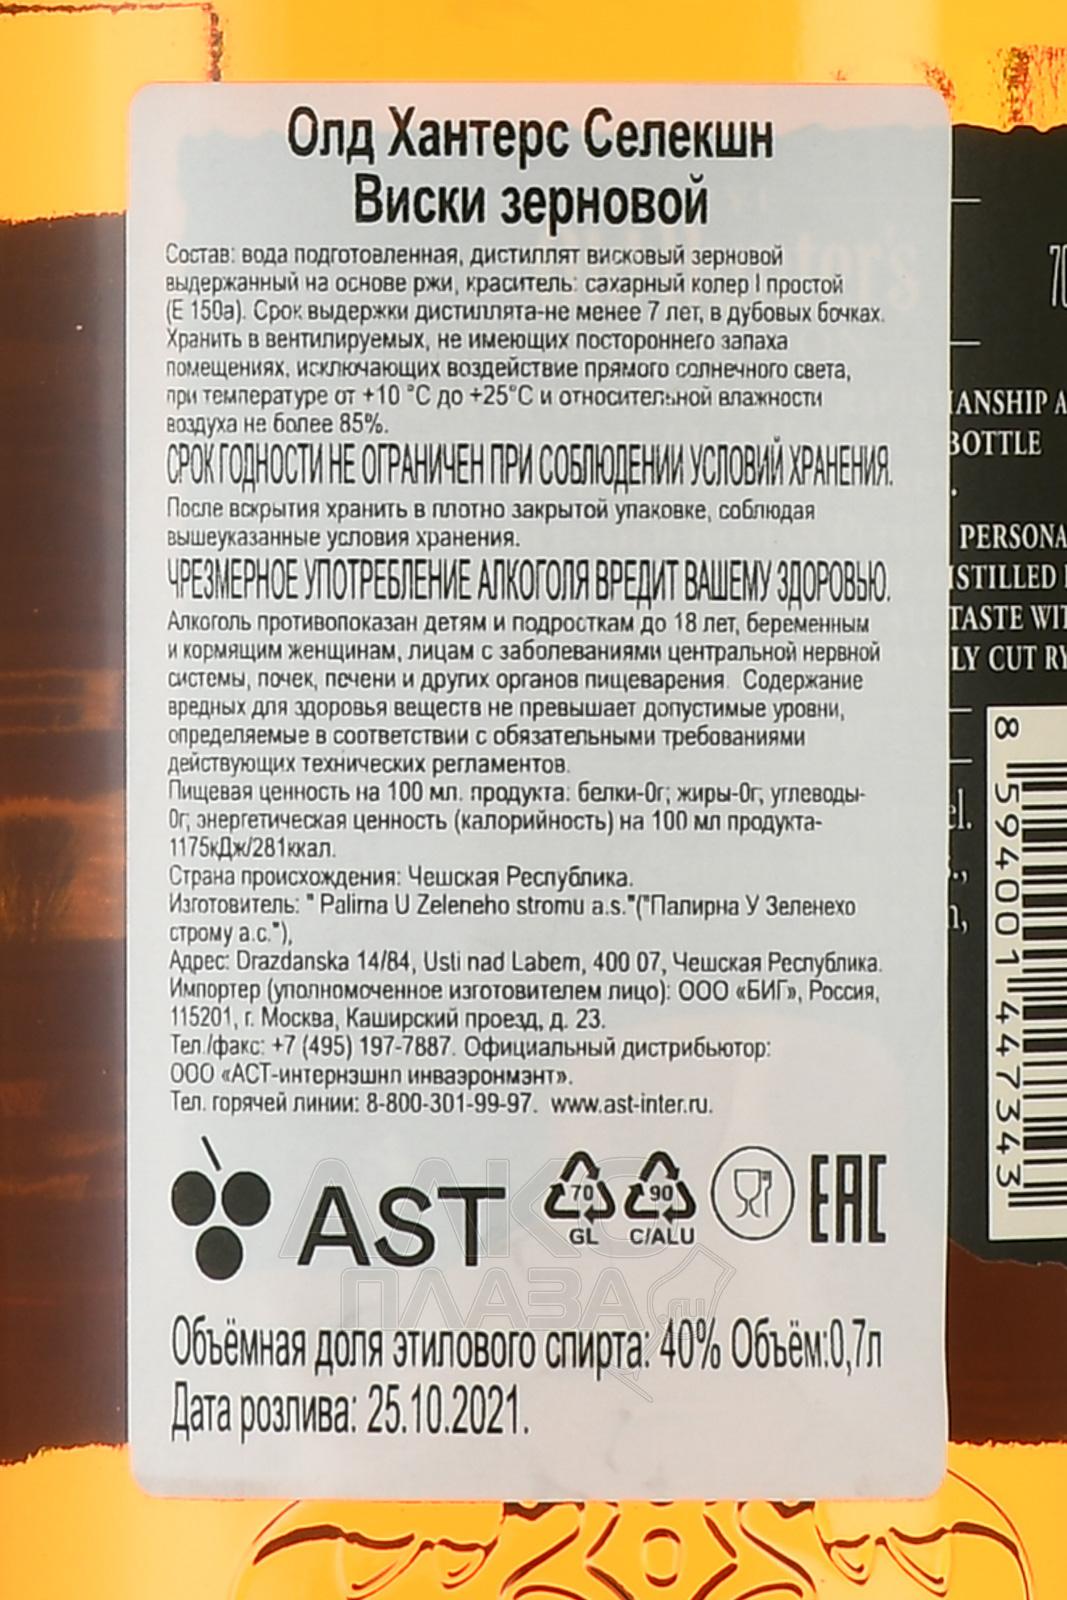 Олд Хантерс Селекшн
Виски зерновой
Состав: вода подготовленная, дистиллят висковый зерновой
выдержанный на основе ржи, краситель: сахарный колер I простой
(Е 150а). Срок выдержки дистиллята-не менее 7 лет, в дубовых бочках.
Хранить в вентилируемых, не имеющих постороннего запаха
помещениях, исключающих воздействие прямого солнечного света,
при температуре от +10 °С до +25°С и относительной влажности
воздуха не более 85%.
СРОК ГОДНОСТИ НЕ ОГРАНИЧЕН ПРИ СОБЛЮДЕНИИ УСЛОВИЙ ХРАНЕНИЯ.
После вскрытия хранить в плотно закрытой упаковке, соблюдая
вышеуказанные условия хранения.
ЧРЕЗМЕРНОЕ УПОТРЕБЛЕНИЕ АЛКОГОЛЯ ВРЕДИТ ВАШЕМУ ЗДОРОВЬЮ.
Алкоголь противопоказан детям и подросткам до 18 лет, беременным
и кормящим женщинам, лицам с заболеваниями центральной нервной
системы, почек, печени и других органов пищеварения. Содержание
вредных для здоровья веществ не превышает допустимые уровни,
определяемые в соответствии с обязательными требованиями
действующих технических регламентов.
Пищевая ценность на 100 мл. продукта: белки-0г; жиры-0г; углеводы-
0г; энергетическая ценность (калорийность) на 100 мл продукта-
1175кДж/281ккал.
Страна происхождения: Чешская Республика.
Изготовитель: " Palirna U Zeleneho stromu a.s."("Палирна У Зеленехо
строму а.с."),
Адрес: Drazdanska 14/84, Usti nad Labem, 400 07, Чешская Республика.
Импортер (уполномоченное изготовителем лицо): ООО «БИГ», Россия,
115201, г. Москва, Каширский проезд, д. 23.
Тел./факс: +7 (495) 197-7887. Официальный дистрибьютор:
ООО «АСТ-интернэшнл инваэронмэнт».
Тел. горячей линии: 8-800-301-99-97. www.ast-inter.ru.
AST
70
GL
90
C/ALU
EAC
АЛКО
ПЛАЗА
.ru
Объёмная доля этилового спирта: 40% Объём:0,7л
Дата розлива: 25.10.2021.
70
MANSHIP A
BOTTLE
PERSONA
ISTILLED
TASTE WIT
LY CUT RY
8 594001 447343